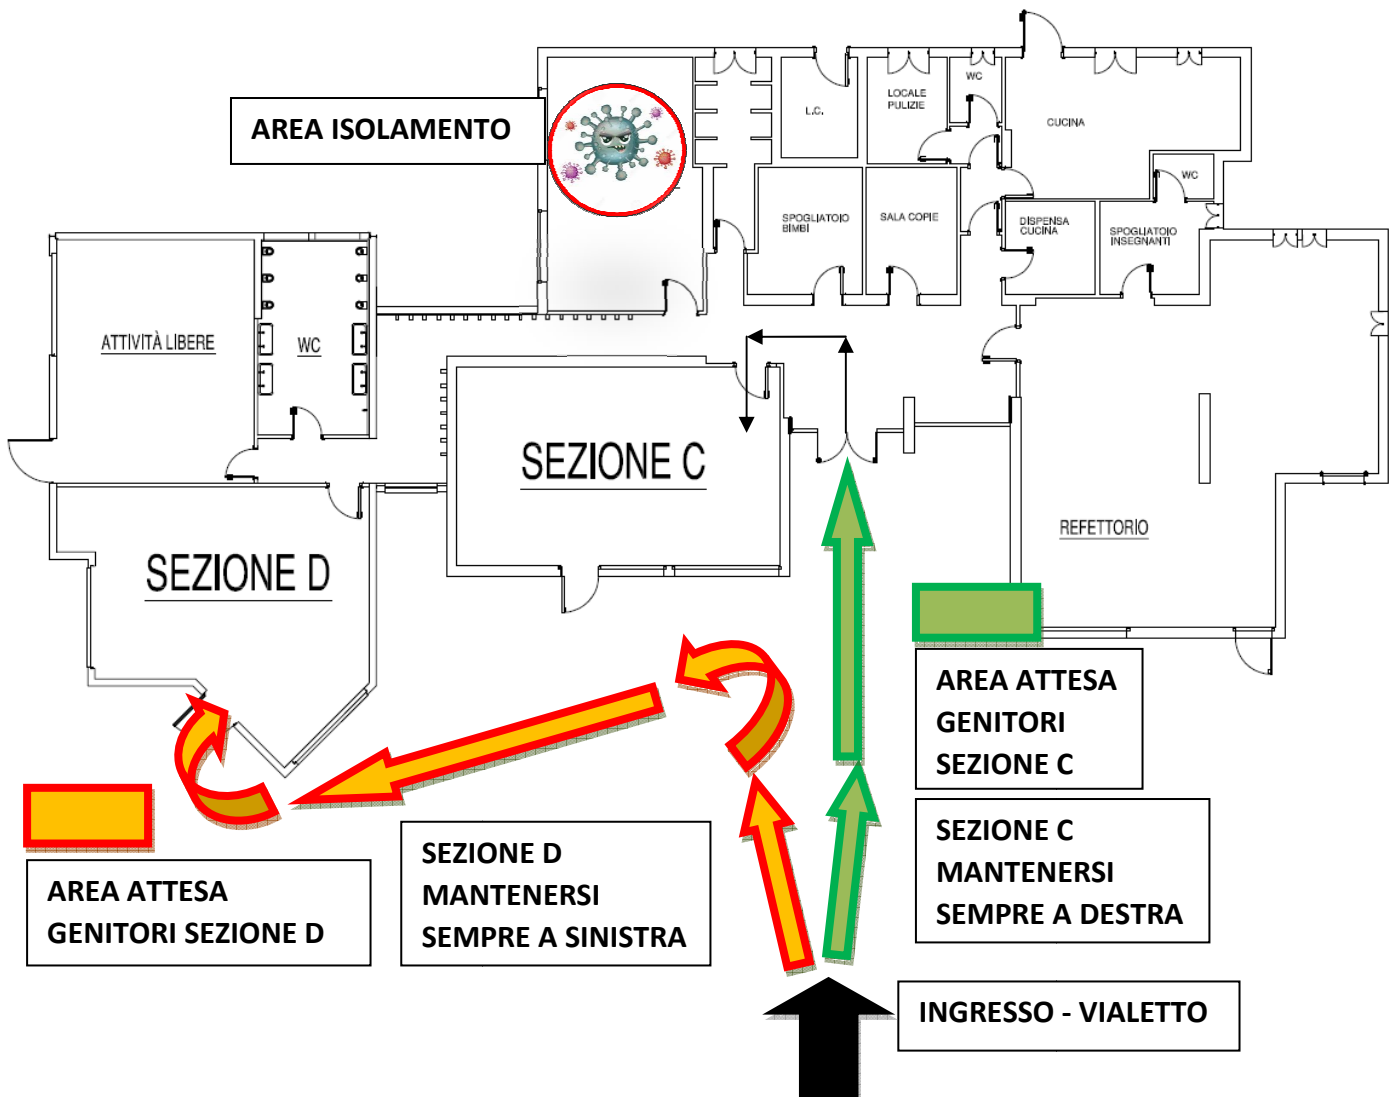 AREA ISOLAMENTO
L.C.
LOCALE
PULIZIE
WC
CUCINA
WC
SPOGLIATOIO
BIMBI
SALA COPIE
DISPENSA
CUCINA
SPOGLIATOIO
INSEGNANTI
ATTIVITÀ LIBERE
WC
SEZIONE C
SEZIONE D
REFETTORIO
AREA ATTESA
GENITORI
SEZIONE C
SEZIONE C
MANTENERSI
SEMPRE A DESTRA
SEZIONE D
MANTENERSI
SEMPRE A SINISTRA
AREA ATTESA
GENITORI SEZIONE D
INGRESSO - VIALETTO